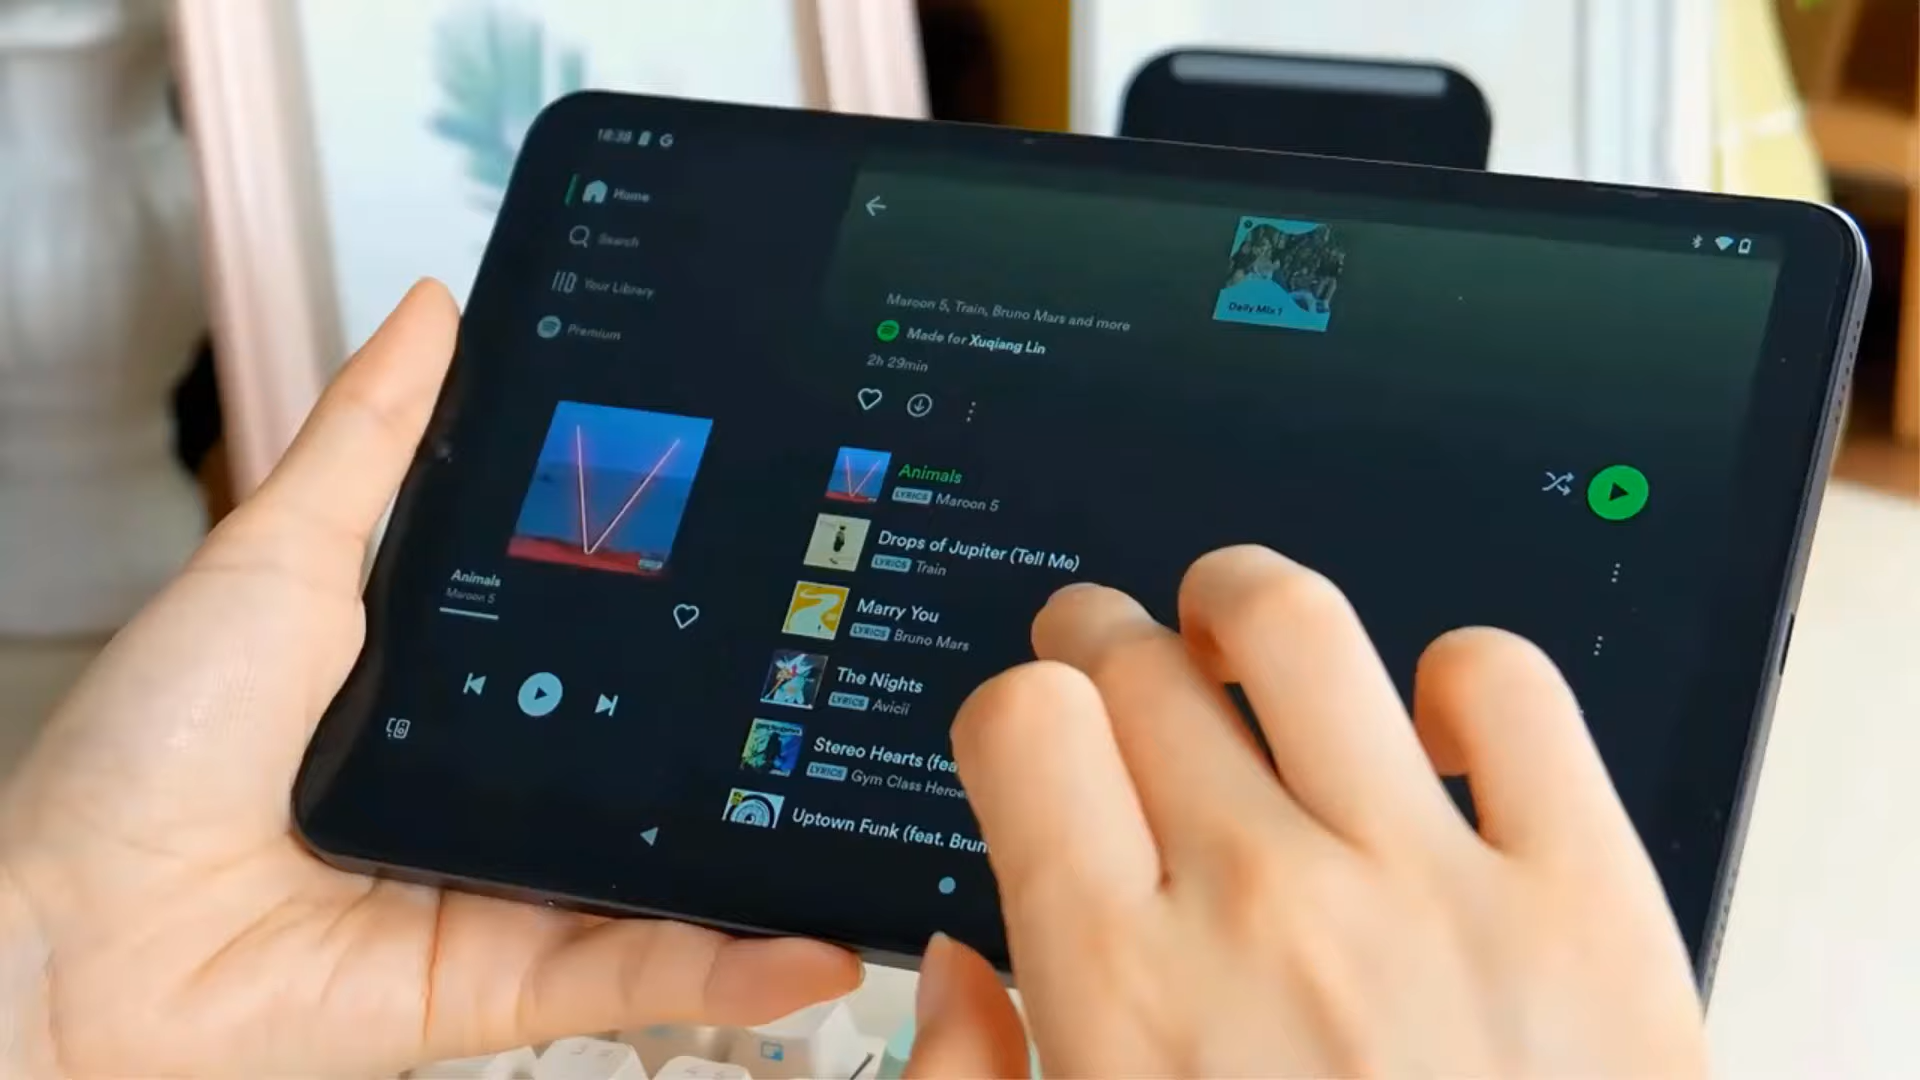 18:38 G
Home
Search
Your Library
Premium
Daily Mix 1
Maroon 5, Train, Bruno Mars and more
Made for Xuqiang Lin
2h 29min
Animals
LYRICS Maroon 5
Drops of Jupiter (Tell Me)
LYRICS Train
Marry You
LYRICS Bruno Mars
The Nights
LYRICS Avicii
Stereo Hearts (fea
LYRICS Gym Class Heroe
Uptown Funk (feat. Brun
Animals
Maroon 5